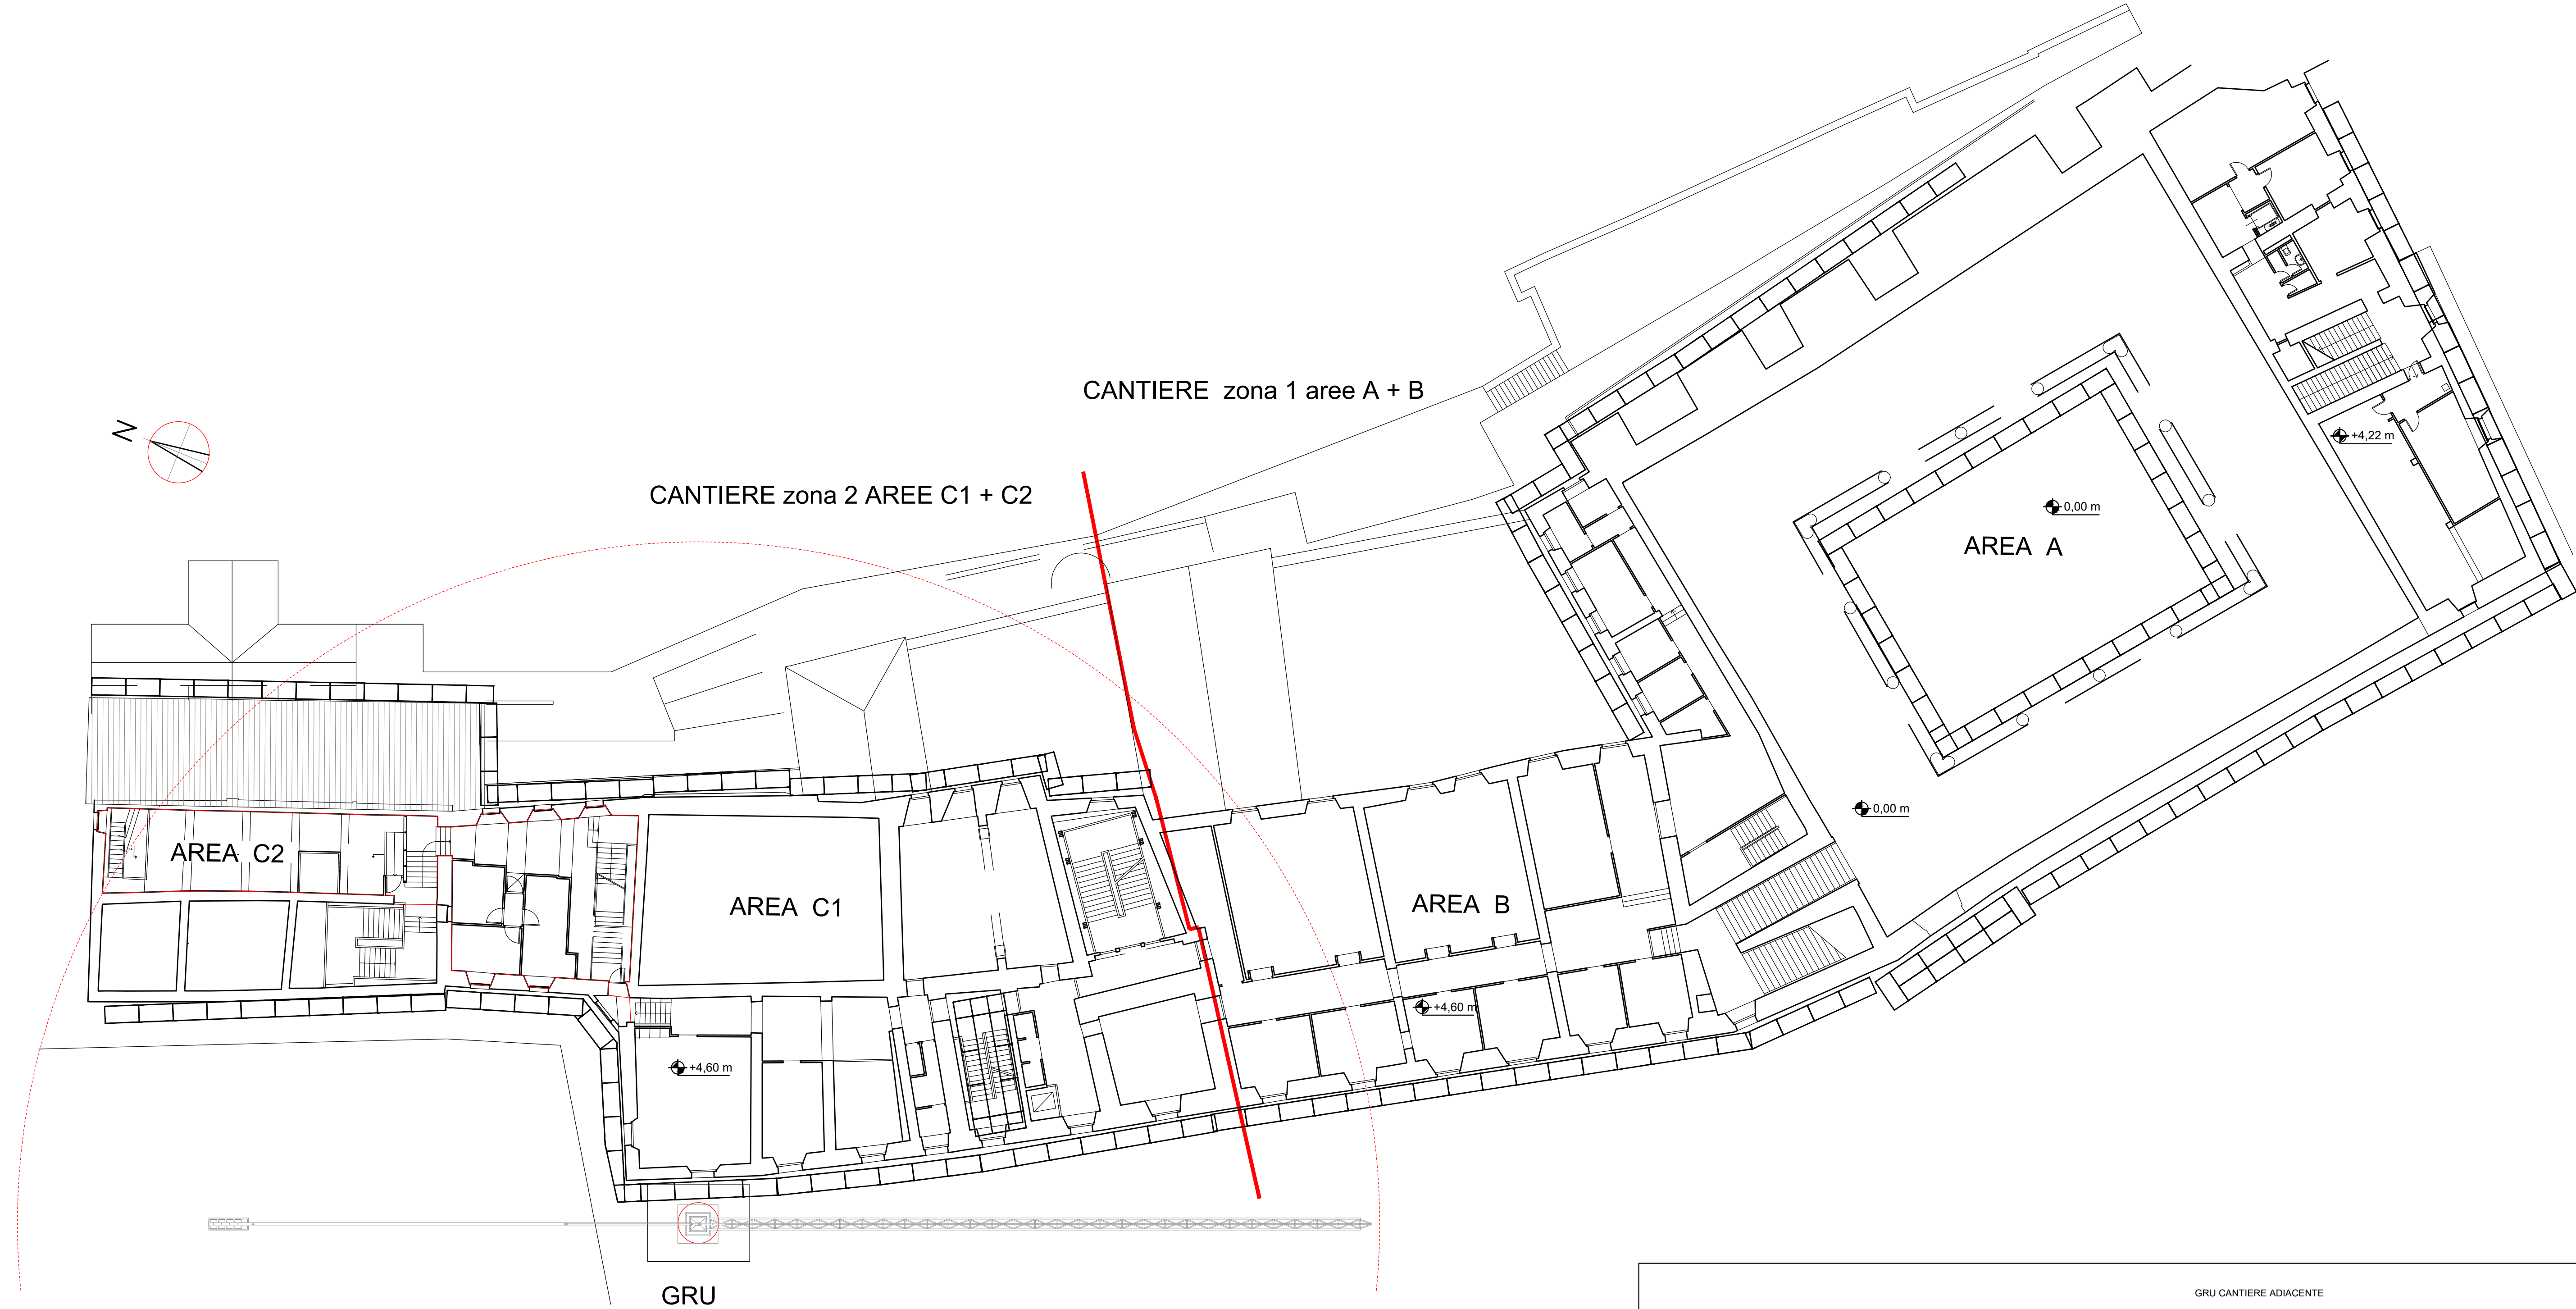 CANTIERE zona 1 aree A + B
N
+4,22 m
CANTIERE zona 2 AREE C1 + C2
0,00 m
AREA A
0,00 m
AREA C2
AREA C1
AREA B
+4,60 m
+4,60 m
GRU
GRU CANTIERE ADIACENTE